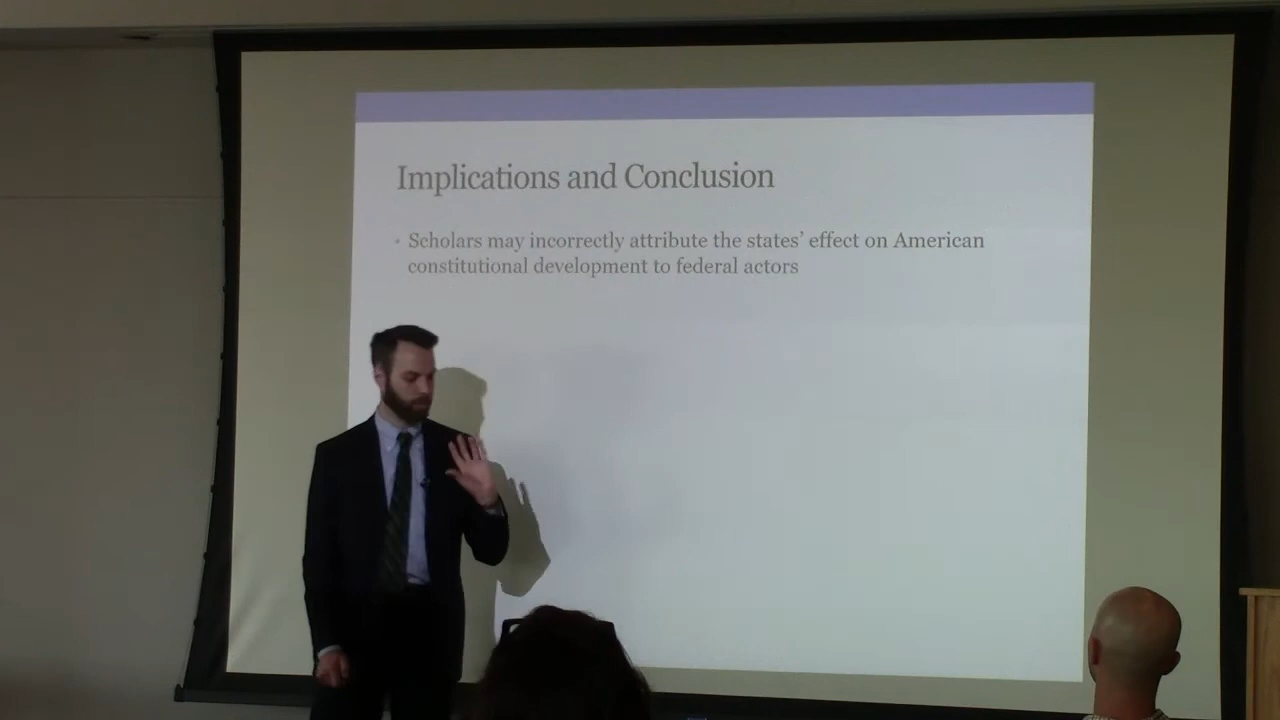 Implications and Conclusion
• Scholars may incorrectly attribute the states’ effect on American
constitutional development to federal actors